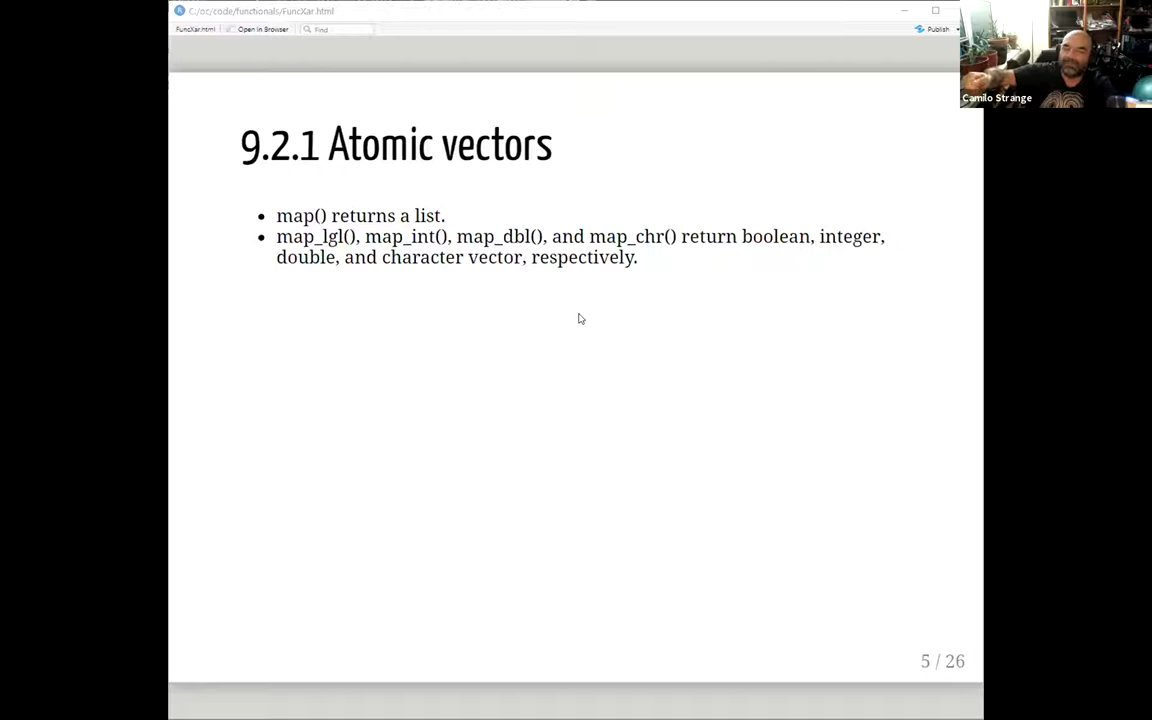 C:/oc/code/functionals/FuncXar.html
FuncXar.html
Open in Browser
Find
Publish
Camilo Strange
9.2.1 Atomic vectors
• map() returns a list.
• map_lgl(), map_int(), map_dbl(), and map_chr() return boolean, integer,
double, and character vector, respectively.
5 / 26